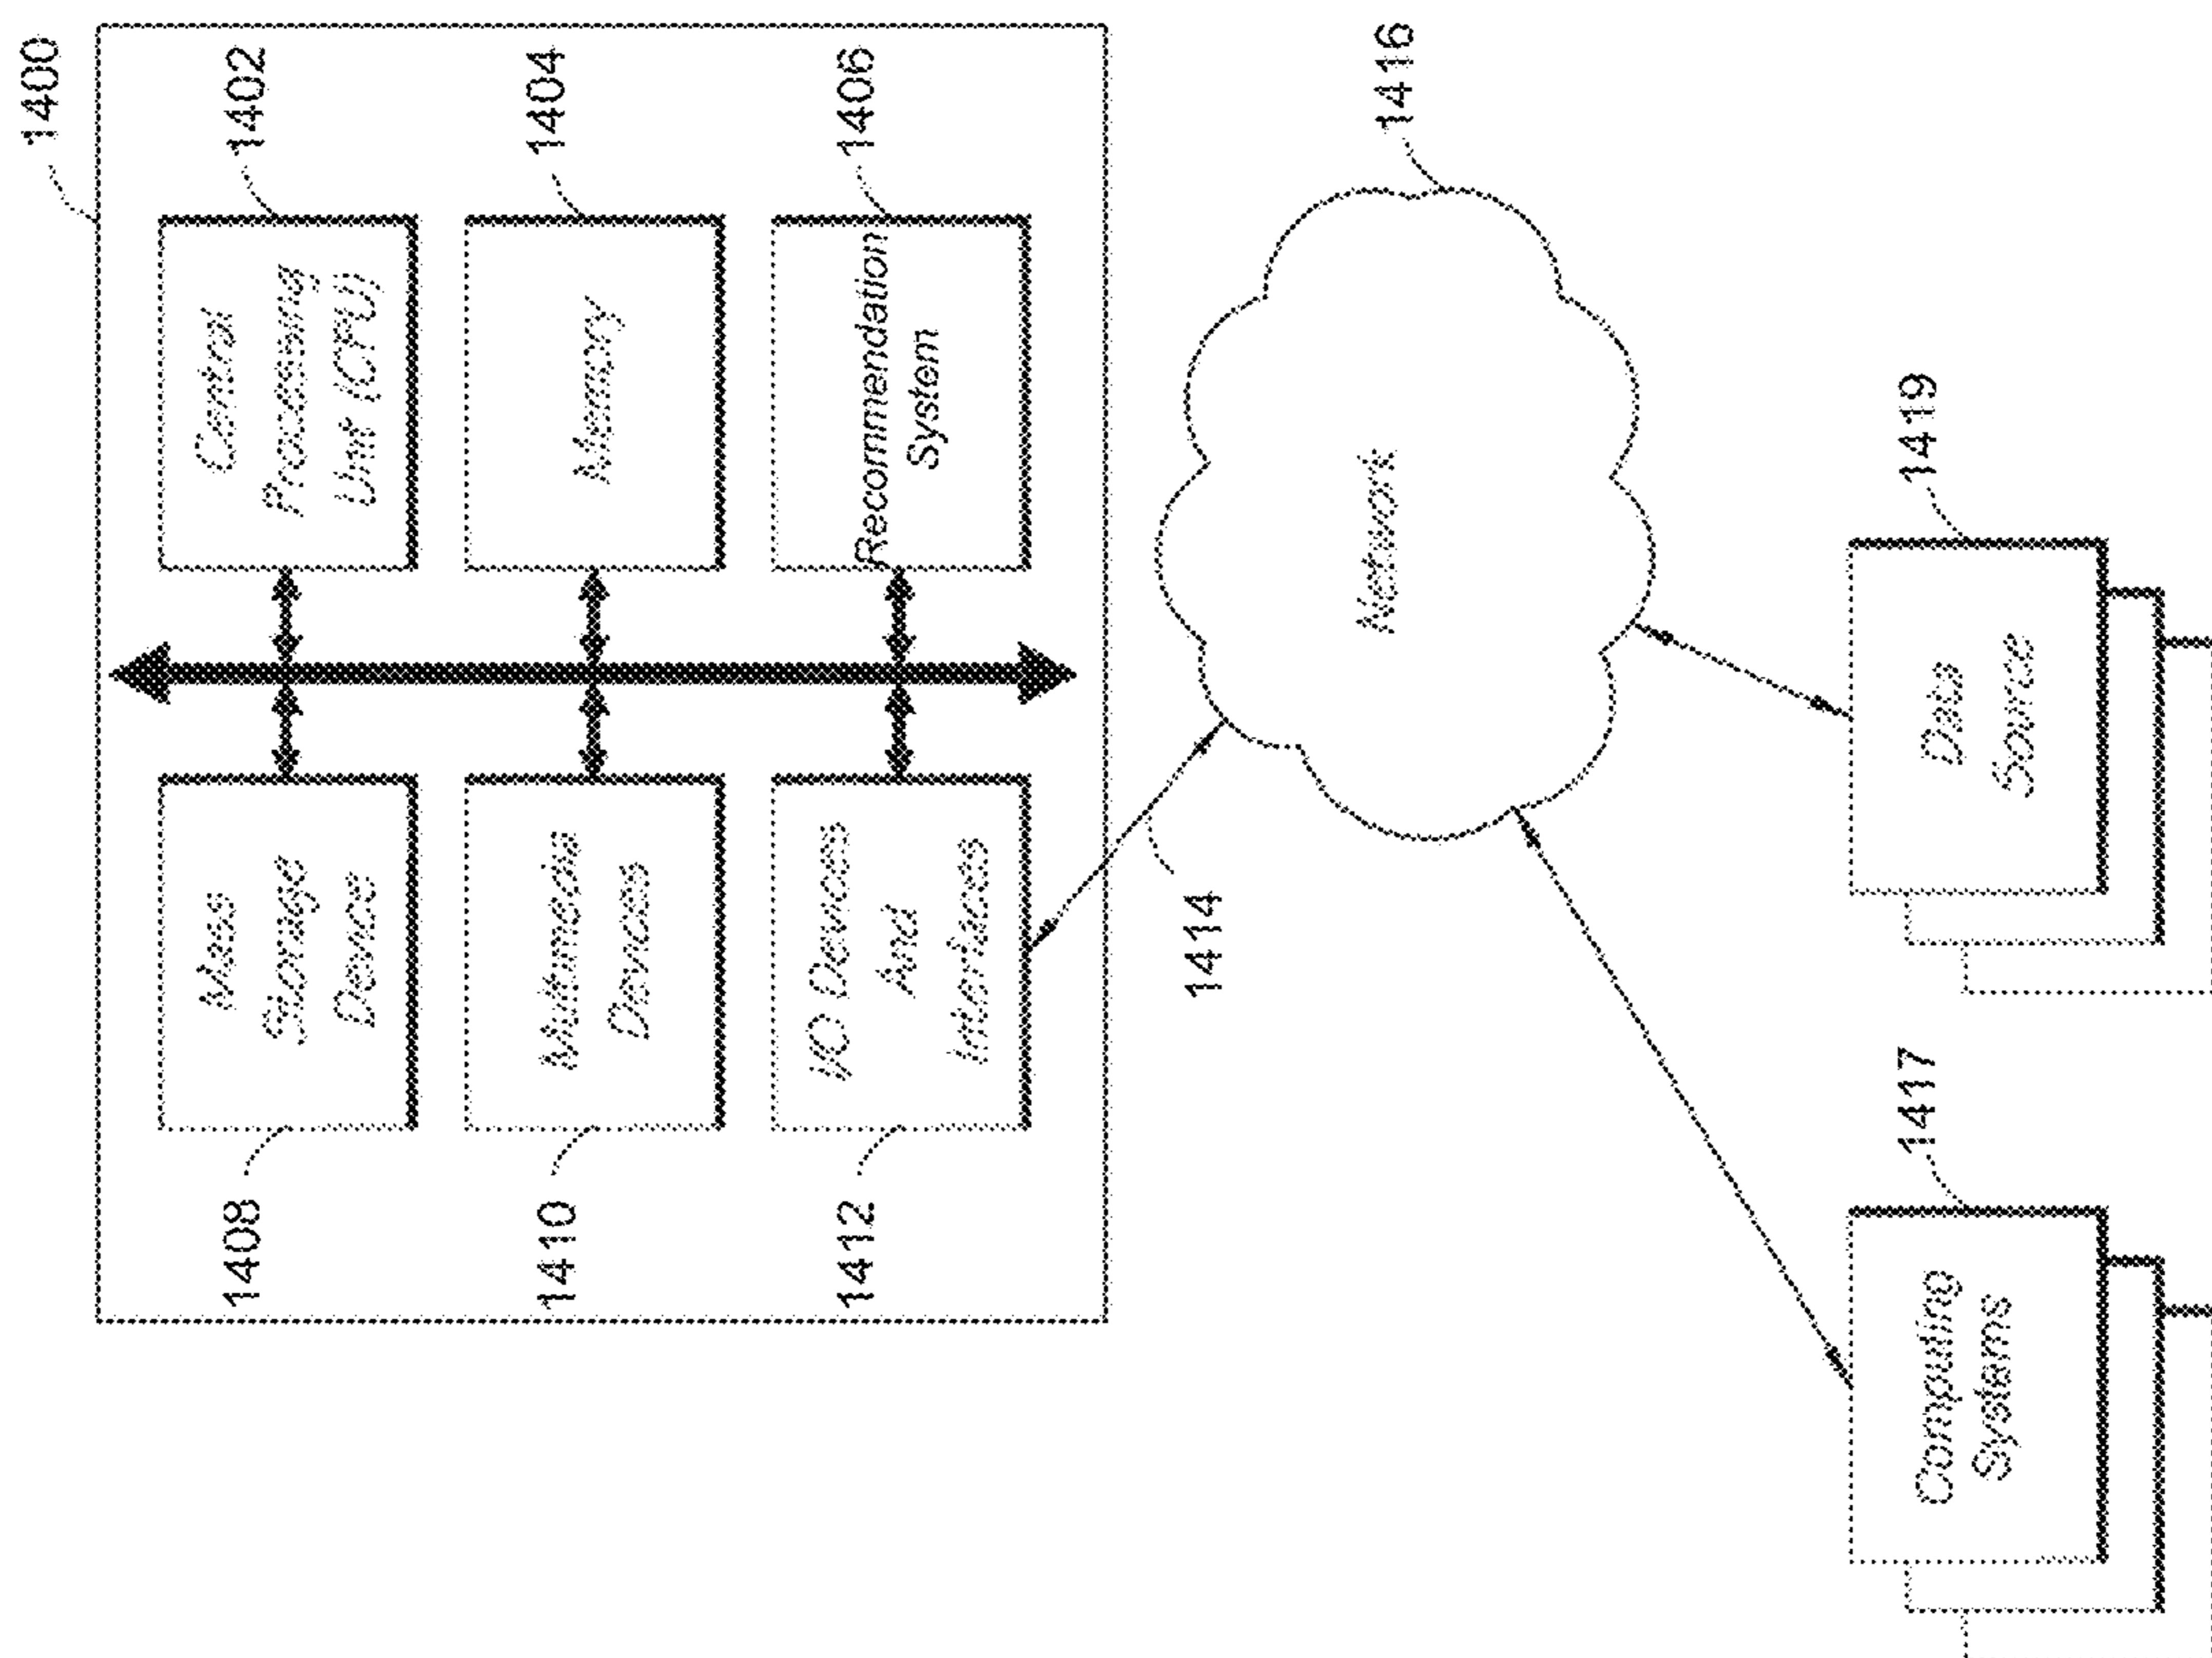 1400
1408
Mass
Storage
Device
Central
Processing
Unit (CPU)
1402
1410
Multimedia
Devices
Memory
1404
1412
I/O Devices
And
Interfaces
Recommendation
System
1406
1414
Network
1416
Computing
Systems
1417
Data
Source
1419